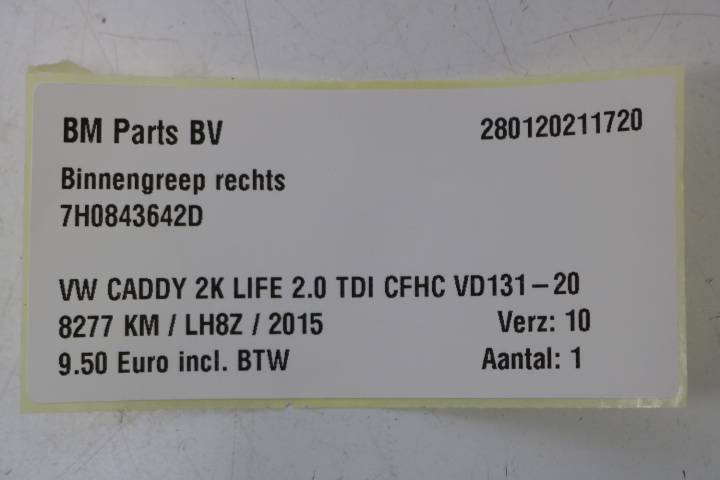 BM Parts BV 280120211720
Binnengreep rechts
7H0843642D
VW CADDY 2K LIFE 2.0 TDI CFHC VD131-20
8277 KM / LH8Z / 2015 Verz: 10
9.50 Euro incl. BTW Aantal: 1